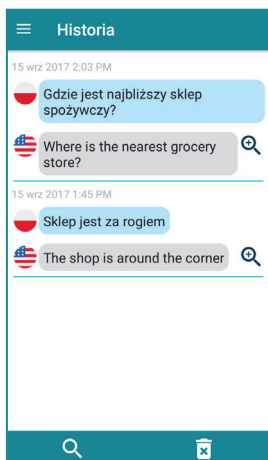 Historia
15 wrz 2017 2:03 PM
Gdzie jest najbliższy sklep
spożywczy?
Where is the nearest grocery
store?
15 wrz 2017 1:45 PM
Sklep jest za rogiem
The shop is around the corner